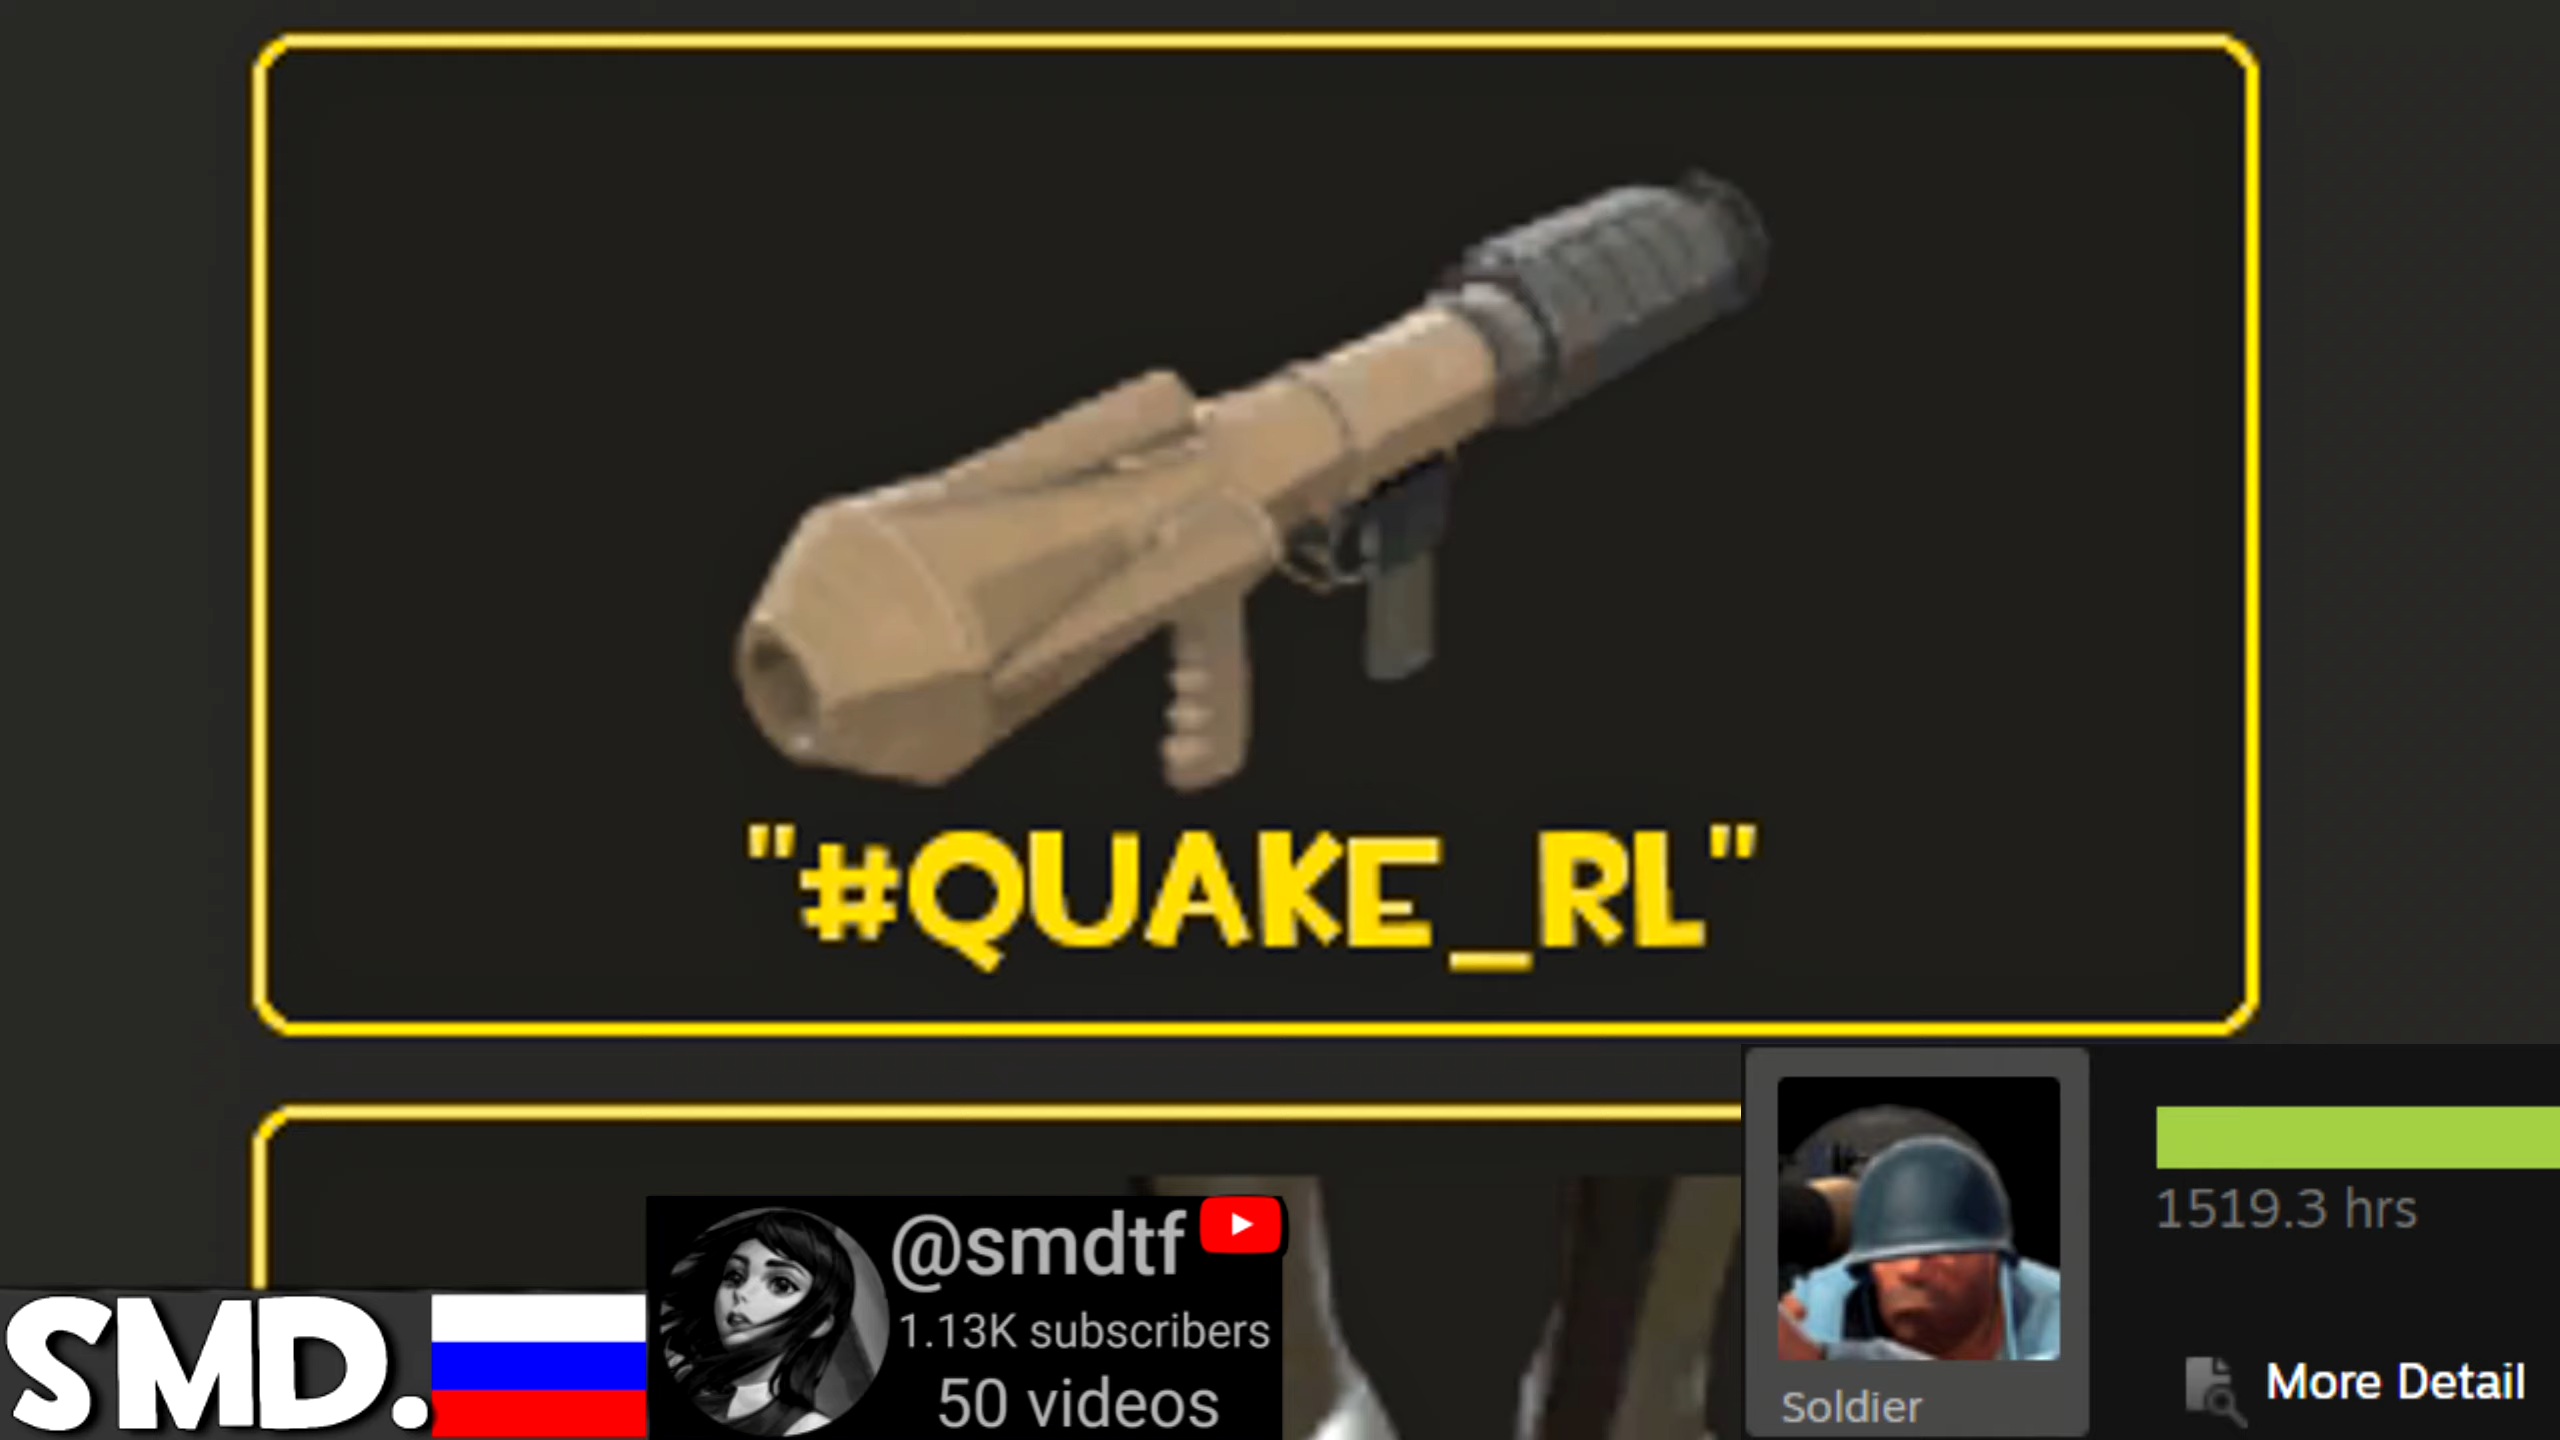 "#QUAKE_RL"
SMD.
@smdtf
1.13K subscribers
50 videos
Soldier
1519.3 hrs
More Detail